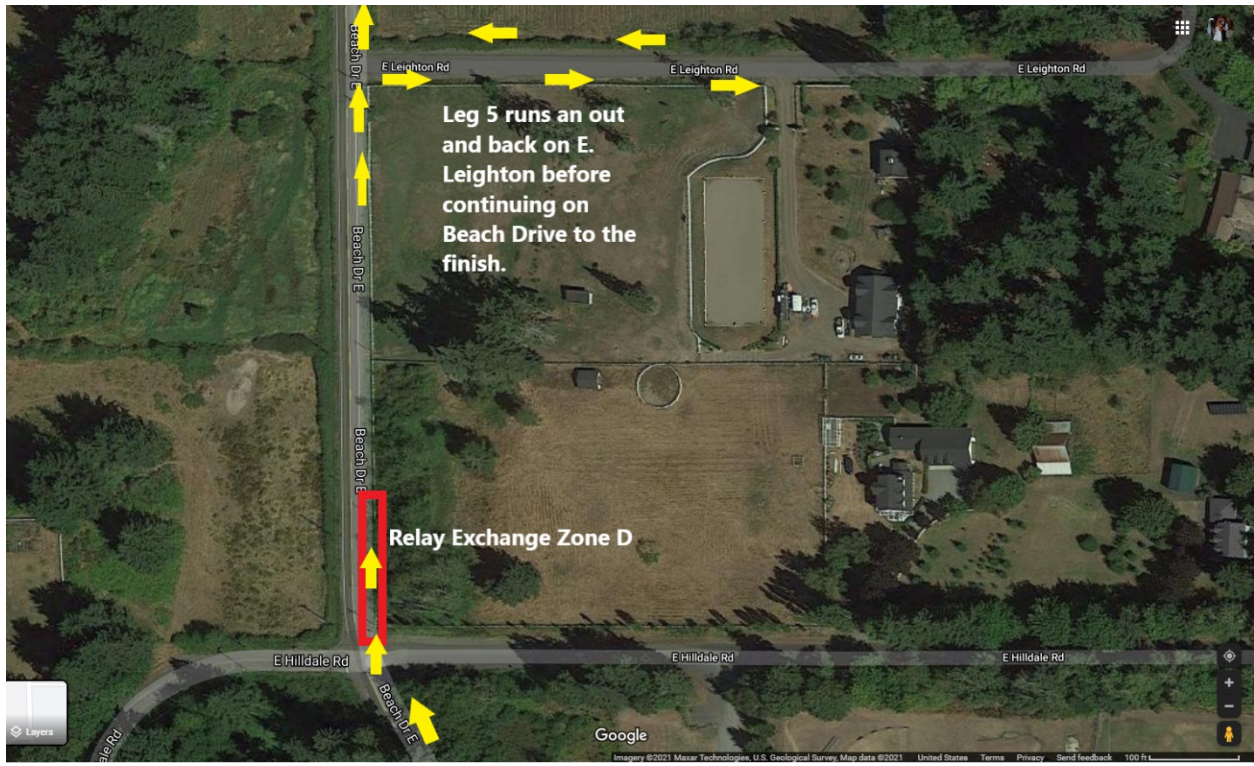 Beach Dr E
E Leighton Rd
E Leighton Rd
E Leighton Rd
Leg 5 runs an out
and back on E.
Leighton before
continuing on
Beach Drive to the
finish.
Beach Dr E
Beach Dr E
Relay Exchange Zone D
E Hilldale Rd
E Hilldale Rd
E Hilldale Rd
Beach Dr E
ale Rd
Layers
Google
Imagery ©2021 Maxar Technologies, U.S. Geological Survey, Map data ©2021 United States Terms Privacy Send feedback 100 ft